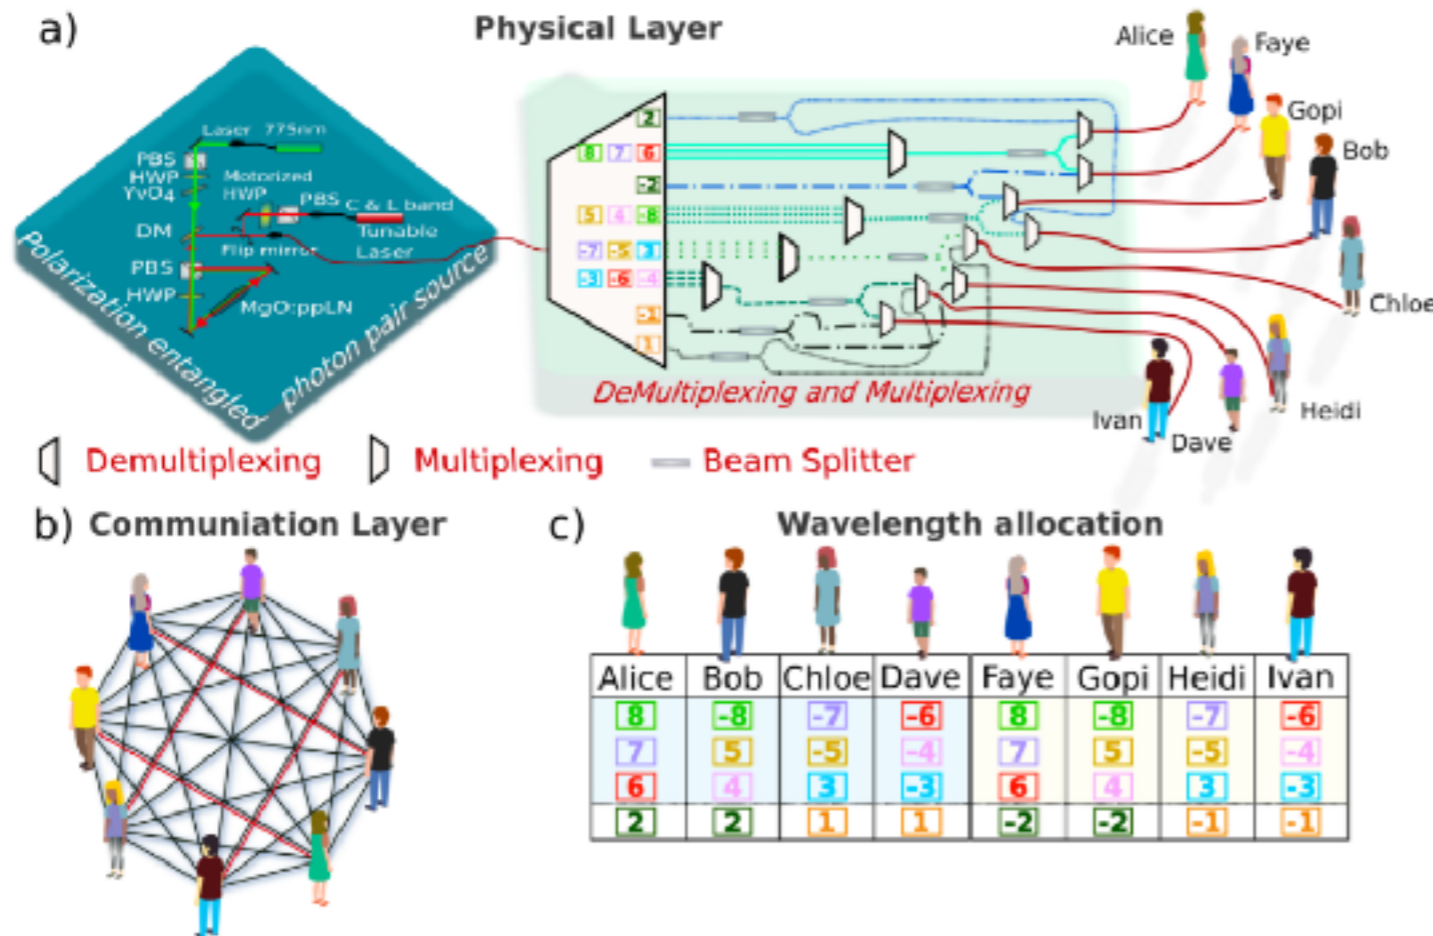 a)
Physical Layer
Laser 775nm
PBS
HWP
YvO4
Motorized
HWP
PBS
C & L band
Tunable
Laser
DM
Flip mirror
PBS
HWP
MgO:ppLN
Polarization entangled
photon pair source
2
8 7 6
-2
5 4 -8
-7 -5 3
-3 -6 -4
-1
1
DeMultiplexing and Multiplexing
Alice
Faye
Gopi
Bob
Chloe
Heidi
Dave
Ivan
Demultiplexing
Multiplexing
Beam Splitter
b) Communiation Layer
c) Wavelength allocation
Alice Bob Chloe Dave Faye Gopi Heidi Ivan
8 -8 -7 -6 8 -8 -7 -6
7 5 -5 -4 7 5 -5 -4
6 4 3 -3 6 4 3 -3
2 2 1 1 -2 -2 -1 -1